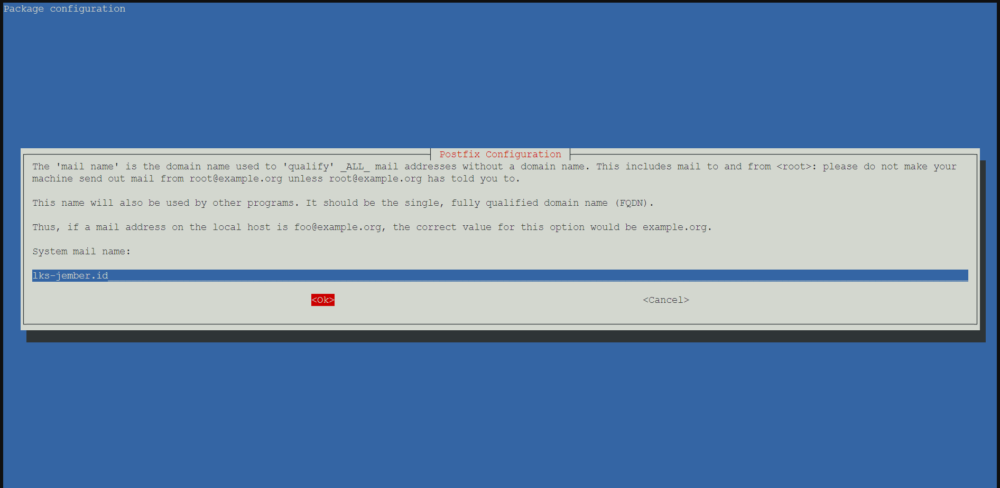 Package configuration
Postfix Configuration
The 'mail name' is the domain name used to 'qualify' _ALL_ mail addresses without a domain name. This includes mail to and from <root>: please do not make your
machine send out mail from root@example.org unless root@example.org has told you to.
This name will also be used by other programs. It should be the single, fully qualified domain name (FQDN).
Thus, if a mail address on the local host is foo@example.org, the correct value for this option would be example.org.
System mail name:
lks-jember.id
<Ok> <Cancel>